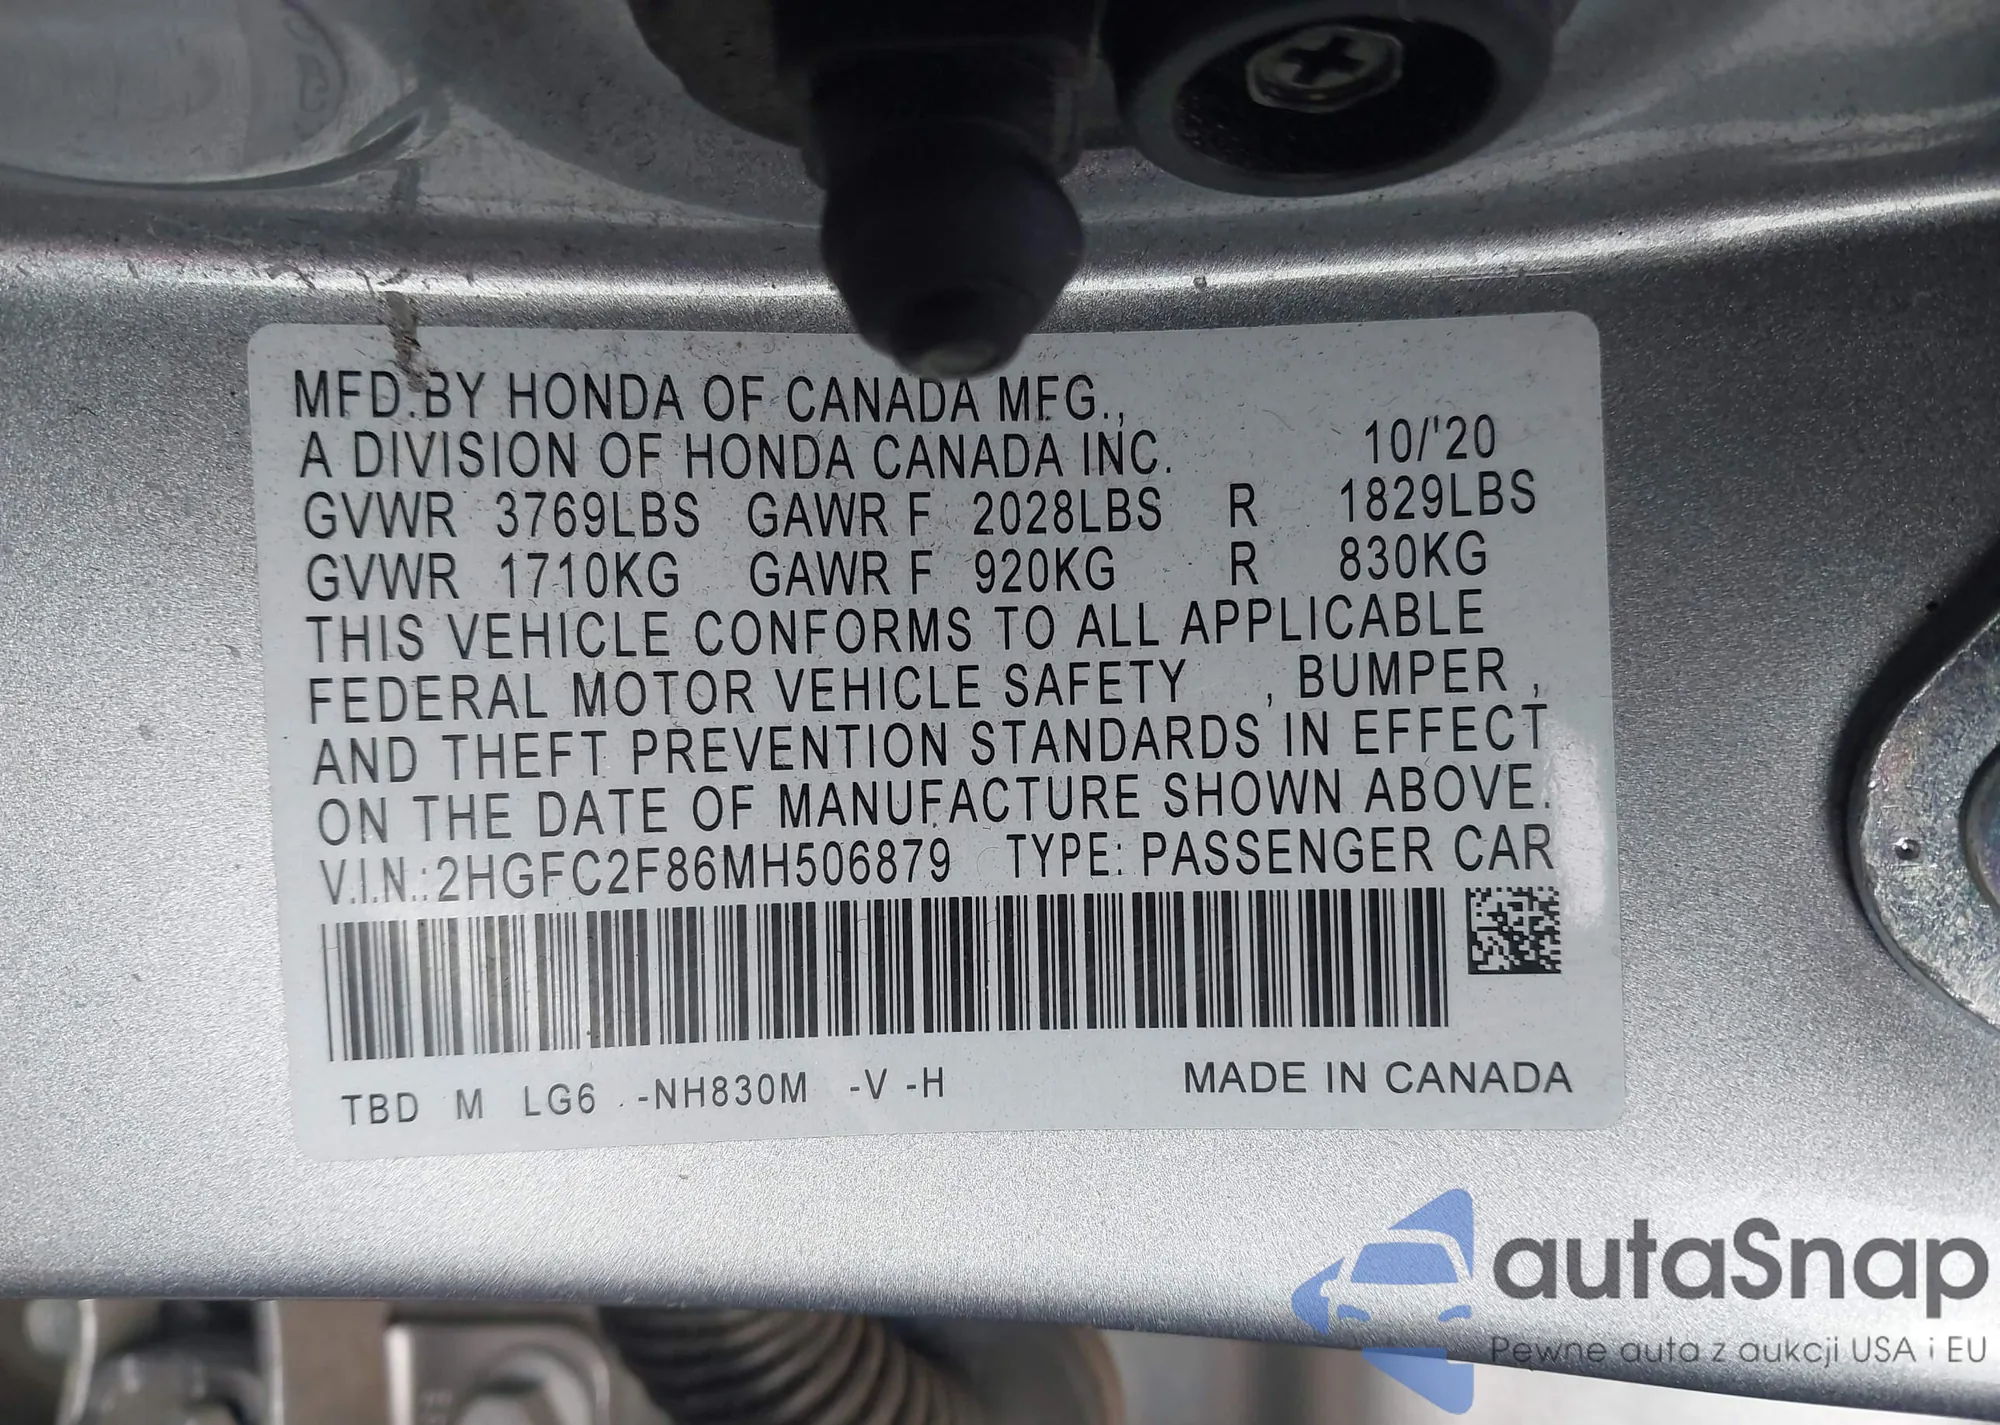 MFD.BY HONDA OF CANADA MFG.,
A DIVISION OF HONDA CANADA INC. 10/'20
GVWR 3769LBS GAWR F 2028LBS R 1829LBS
GVWR 1710KG GAWR F 920KG R 830KG
THIS VEHICLE CONFORMS TO ALL APPLICABLE
FEDERAL MOTOR VEHICLE SAFETY , BUMPER ,
AND THEFT PREVENTION STANDARDS IN EFFECT
ON THE DATE OF MANUFACTURE SHOWN ABOVE.
V.I.N.:2HGFC2F86MH506879 TYPE: PASSENGER CAR
TBD M LG6 -NH830M -V -H MADE IN CANADA
autaSnap
Pewne auta z aukcji USA i EU